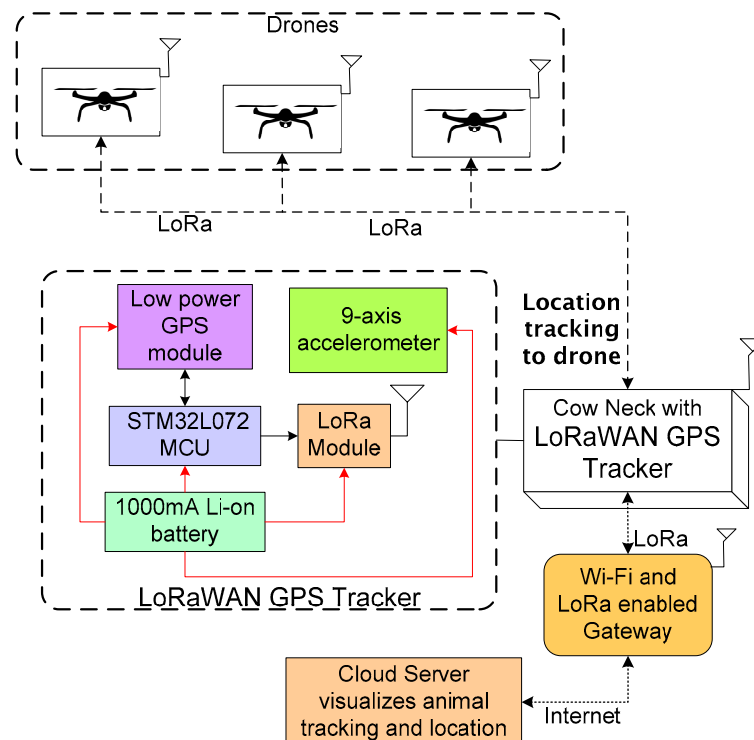 Drones
LoRa
LoRa
Low power
GPS
module
9-axis
accelerometer
Location
tracking
to drone
STM32L072
MCU
LoRa
Module
Cow Neck with
LoRaWAN GPS
Tracker
1000mA Li-on
battery
LoRaWAN GPS Tracker
LoRa
Wi-Fi and
LoRa enabled
Gateway
Cloud Server
visualizes animal
tracking and location
Internet